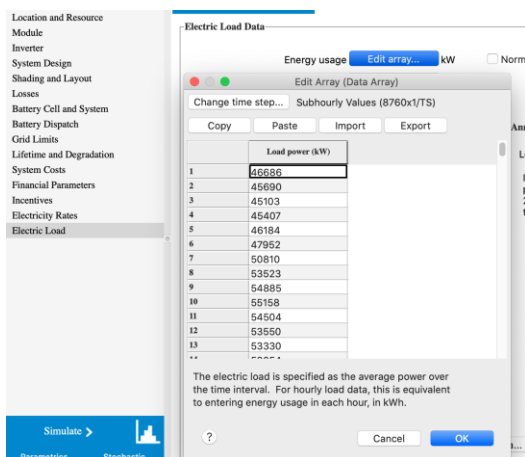 Location and Resource
Module
Inverter
System Design
Shading and Layout
Losses
Battery Cell and System
Battery Dispatch
Grid Limits
Lifetime and Degradation
System Costs
Financial Parameters
Incentives
Electricity Rates
Electric Load
Simulate >
Parametrics Stochastic
Electric Load Data
Energy usage Edit array... kW Norm
Edit Array (Data Array)
Change time step... Subhourly Values (8760x1/TS)
Copy Paste Import Export
Load power (kW)
1 46686
2 45690
3 45103
4 45407
5 46184
6 47952
7 50810
8 53523
9 54885
10 55158
11 54504
12 53550
13 53330
The electric load is specified as the average power over
the time interval. For hourly load data, this is equivalent
to entering energy usage in each hour, in kWh.
? Cancel OK